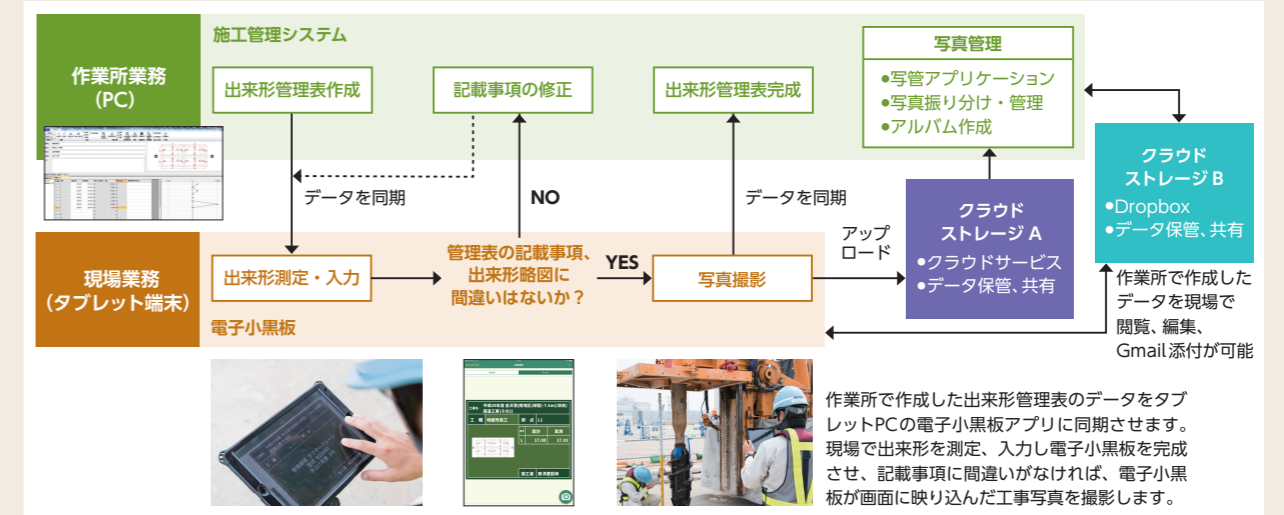 施工管理システム
作業所業務
(PC)
出来形管理表作成
記載事項の修正
出来形管理表完成
写真管理
●写管アプリケーション
●写真振り分け・管理
●アルバム作成
データを同期
NO
データを同期
アップ
ロード
クラウド
ストレージ A
●クラウドサービス
●データ保管、共有
クラウド
ストレージ B
●Dropbox
●データ保管、共有
現場業務
(タブレット端末)
出来形測定・入力
管理表の記載事項、
出来形略図に
間違いはないか？
YES
写真撮影
電子小黒板
作業所で作成した
データを現場で
閲覧、編集、
Gmail 添付が可能
工 種
測 点 12
設計
L 17.00 17.01
施工者
作業所で作成した出来形管理表のデータをタブ
レットPCの電子小黒板アプリに同期させます。
現場で出来形を測定、入力し電子小黒板を完成
させ、記載事項に間違いがなければ、電子小黒
板が画面に映り込んだ工事写真を撮影します。